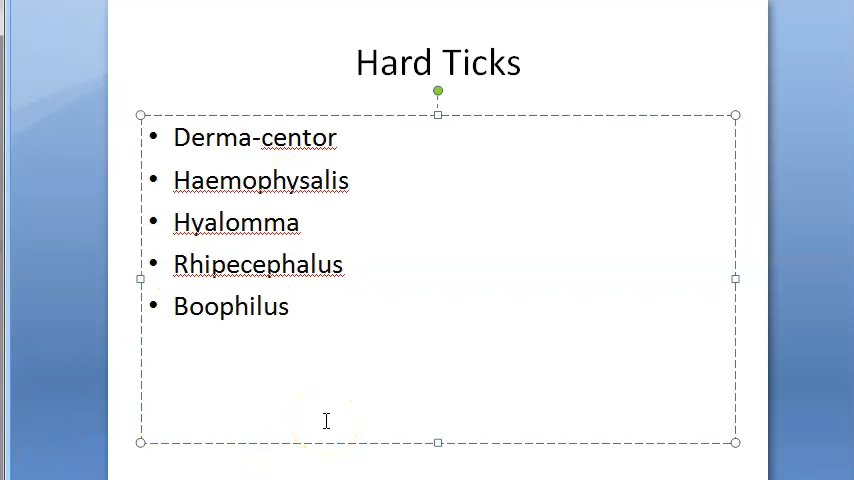 Hard Ticks
• Derma-centor
• Haemophysalis
• Hyalomma
• Rhipecephalus
• Boophilus